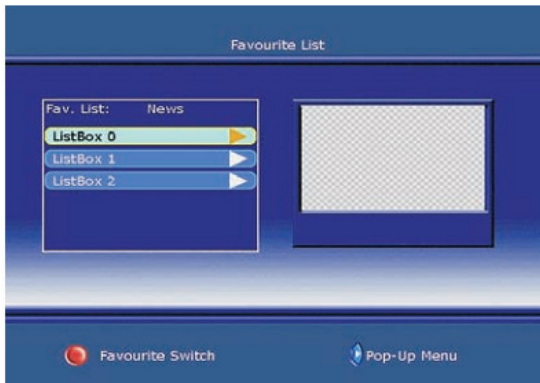 Favourite List
Fav. List: News
ListBox 0
ListBox 1
ListBox 2
Favourite Switch
Pop-Up Menu